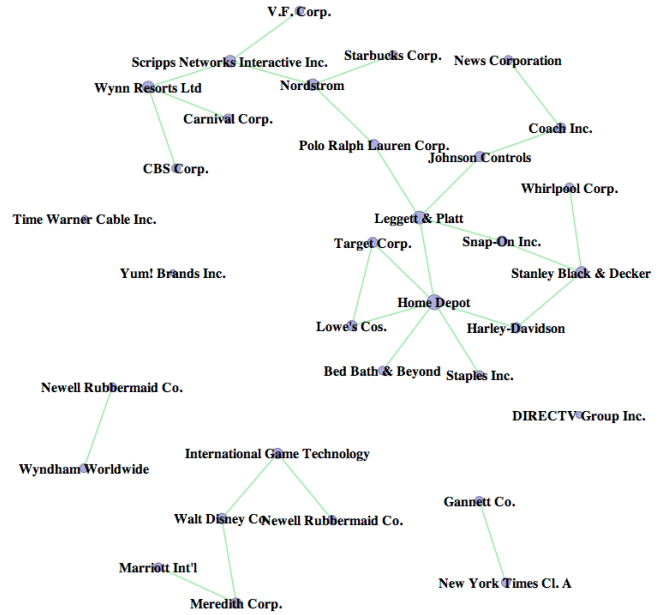 V.F. Corp.
Scripps Networks Interactive Inc.
Starbucks Corp.
News Corporation
Wynn Resorts Ltd
Nordstrom
Carnival Corp.
Coach Inc.
Polo Ralph Lauren Corp.
Johnson Controls
CBS Corp.
Whirlpool Corp.
Time Warner Cable Inc.
Leggett & Platt
Target Corp.
Snap-On Inc.
Yum! Brands Inc.
Stanley Black & Decker
Home Depot
Lowe's Cos.
Harley-Davidson
Bed Bath & Beyond
Staples Inc.
Newell Rubbermaid Co.
DIRECTV Group Inc.
International Game Technology
Wyndham Worldwide
Gannett Co.
Walt Disney Co.
Newell Rubbermaid Co.
Marriott Int'l
New York Times Cl. A
Meredith Corp.